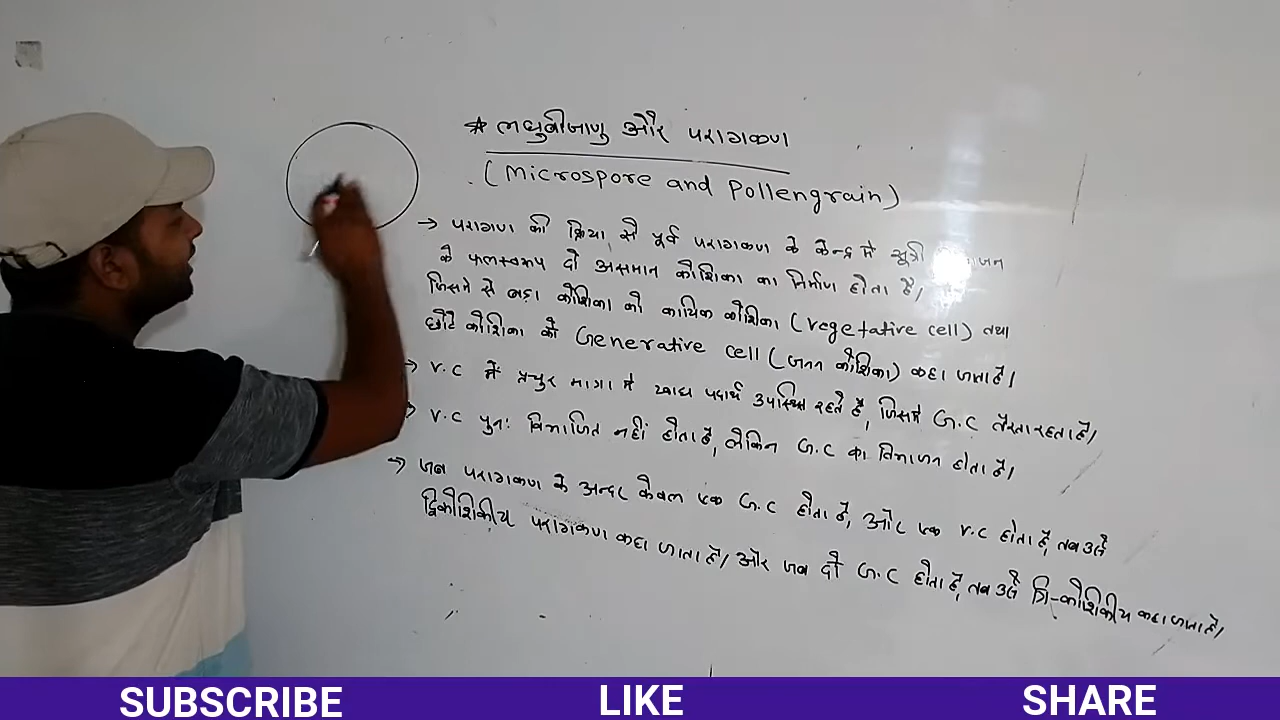 * लघुबीजाणु और परागकण
(Microspore and Pollengrain)
→ परागण की क्रिया से पूर्व परागकण के केन्द्र मे सूत्री जन
के फलस्वरूप दो असमान कोशिका का निर्माण होता है।
जिसमे से बड़ा कोशिका को कायिक कोशिका (vegetative cell) तथा
छोटे कोशिका को Generative cell (जनन कोशिका) कहा जाता है।
→ V.C में प्रचुर मात्रा मे खाद्य पदार्थ उपस्थित रहते है, जिसमे G.C तैरता रहता है।
→ V.C पुनः विभाजित नहीं होता है, लेकिन G.C का विभाजन होता है।
→ जब परागकण के अन्दर केवल एक G.C होता है, और एक V.C होता है, तब उसे
द्विकोशिकीय परागकण कहा जाता है। और जब दो G.C होता है, तब उसे त्रि-कोशिकीय कहा जाता है।
SUBSCRIBE LIKE SHARE